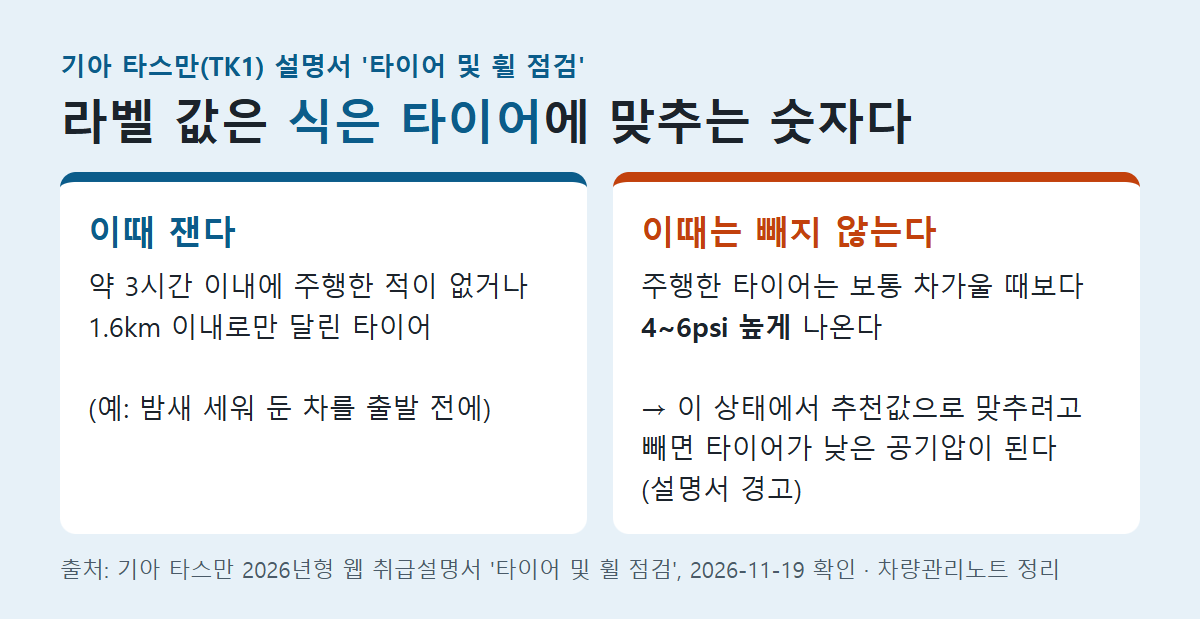 기아 타스만(TK1) 설명서 '타이어 및 휠 점검'
라벨 값은 식은 타이어에 맞추는 숫자다
이때 잰다
약 3시간 이내에 주행한 적이 없거나
1.6km 이내로만 달린 타이어
(예: 밤새 세워 둔 차를 출발 전에)
이때는 빼지 않는다
주행한 타이어는 보통 차가울 때보다
4~6psi 높게 나온다
→ 이 상태에서 추천값으로 맞추려고
빼면 타이어가 낮은 공기압이 된다
(설명서 경고)
출처: 기아 타스만 2026년형 웹 취급설명서 '타이어 및 휠 점검', 2026-11-19 확인 · 차량관리노트 정리